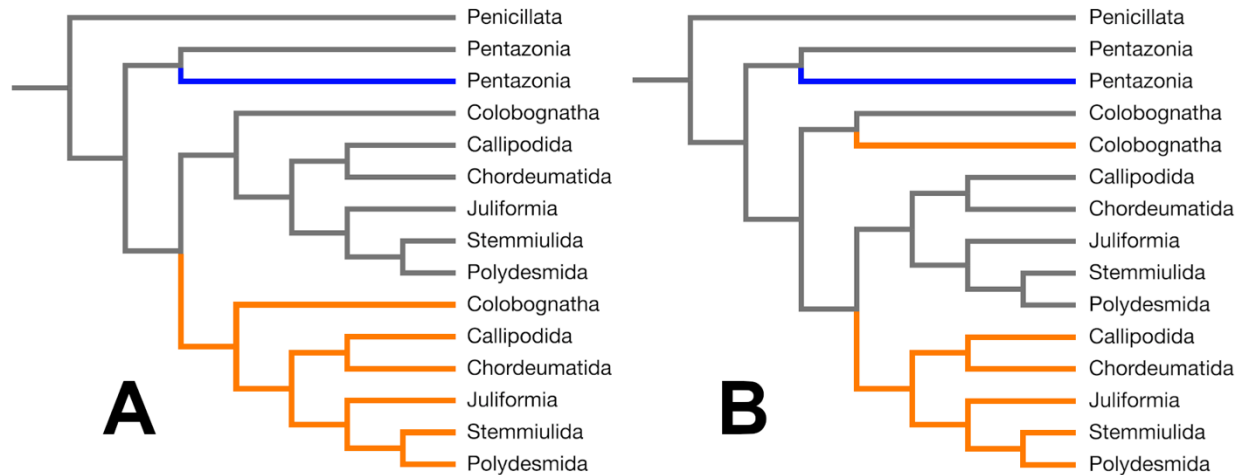 Penicillata
Pentazonia
Pentazonia
Colobognatha
Callipodida
Chordeumatida
Juliformia
Stemmiulida
Polydesmida
Colobognatha
Callipodida
Chordeumatida
Juliformia
Stemmiulida
Polydesmida
A
Penicillata
Pentazonia
Pentazonia
Colobognatha
Colobognatha
Callipodida
Chordeumatida
Juliformia
Stemmiulida
Polydesmida
Callipodida
Chordeumatida
Juliformia
Stemmiulida
Polydesmida
B